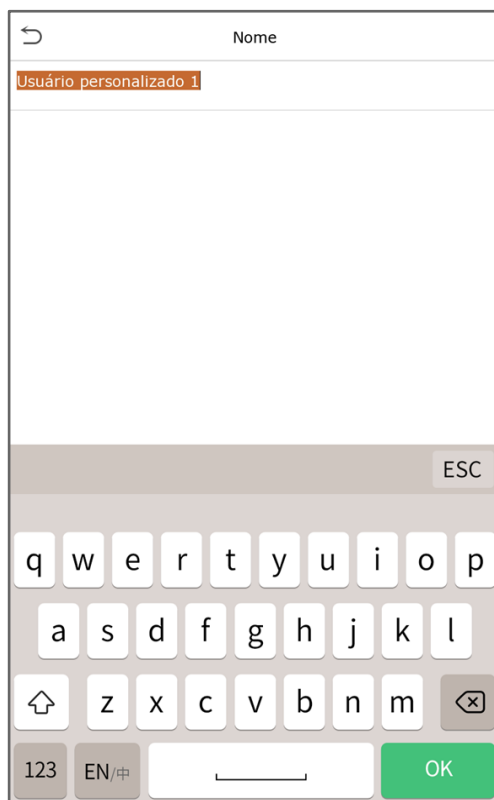 Nome
Usuário personalizado 1
ESC
q w e r t y u i o p
a s d f g h j k l
z x c v b n m
123 EN/中 OK